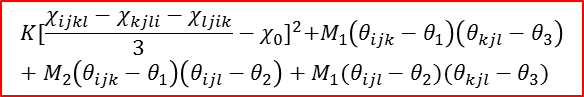 K[\frac{χ_{ijkl} − χ_{kjli} − χ_{ljik}}{3} − χ_0]^2+M_1(θ_{ijk} − θ_1)(θ_{kjl} − θ_3)
+ M_2(θ_{ijk} − θ_1)(θ_{ijl} − θ_2) + M_1(θ_{ijl} − θ_2)(θ_{kjl} − θ_3)